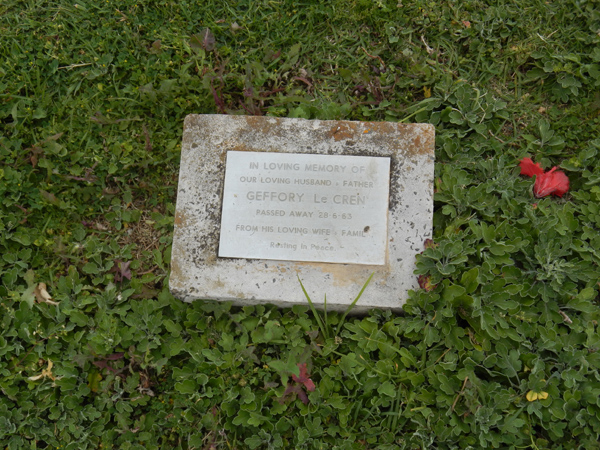 IN LOVING MEMORY OF
OUR LOVING HUSBAND - FATHER
GEFFORY Le CREN
PASSED AWAY 28-6-65
FROM HIS LOVING WIFE - FAMILY
Resting In Peace.